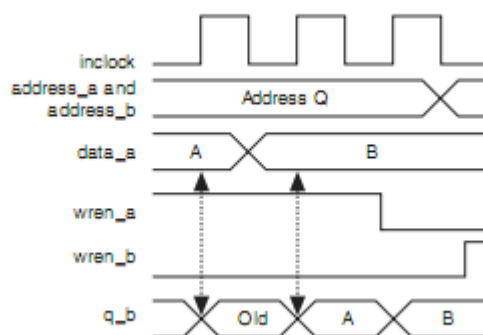 inclock
address_a and
address_b
Address Q
data_a
A
B
wren_a
wren_b
q_b
Old
A
B